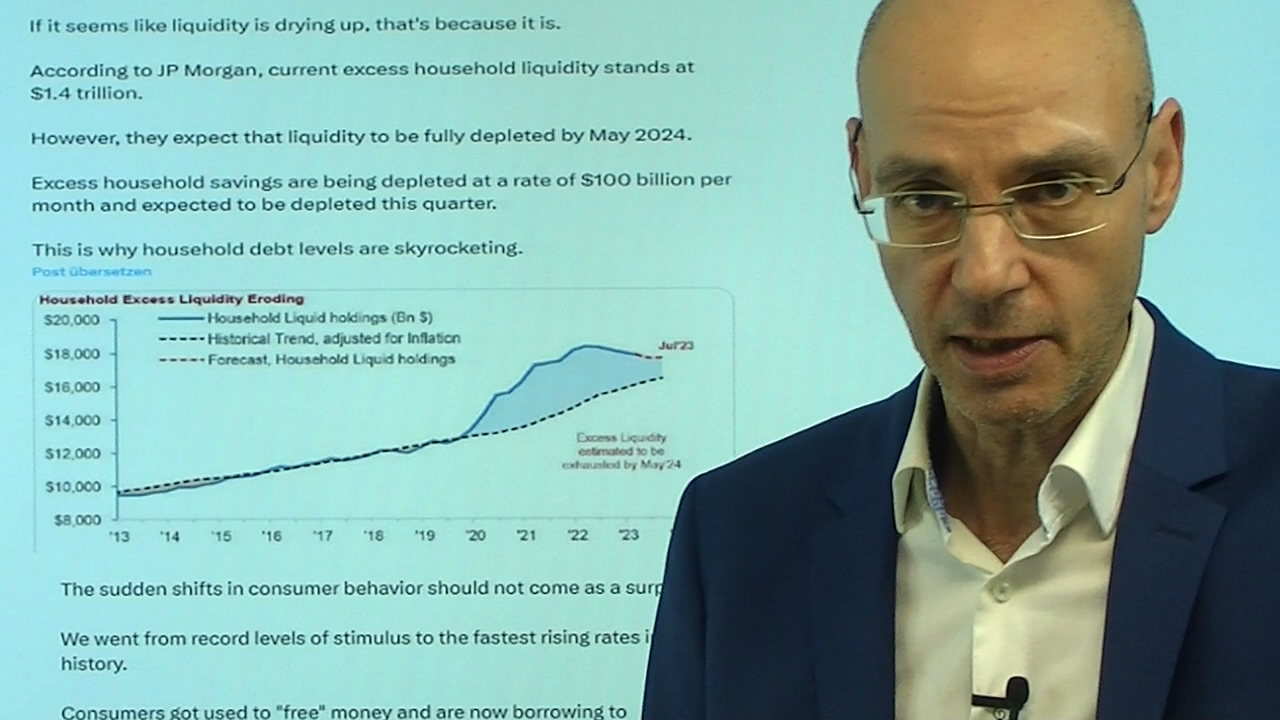 If it seems like liquidity is drying up, that's because it is.
According to JP Morgan, current excess household liquidity stands at
$1.4 trillion.
However, they expect that liquidity to be fully depleted by May 2024.
Excess household savings are being depleted at a rate of $100 billion per
month and expected to be depleted this quarter.
This is why household debt levels are skyrocketing.
Post übersetzen
Household Excess Liquidity Eroding
Household Liquid holdings (Bn $)
Historical Trend, adjusted for Inflation
Forecast, Household Liquid holdings
$20,000
$18,000
$16,000
$14,000
$12,000
$10,000
$8,000
Jul'23
Excess Liquidity
estimated to be
exhausted by May'24
'13 '14 '15 '16 '17 '18 '19 '20 '21 '22 '23
The sudden shifts in consumer behavior should not come as a surp
We went from record levels of stimulus to the fastest rising rates i
history.
Consumers got used to "free" money and are now borrowing to